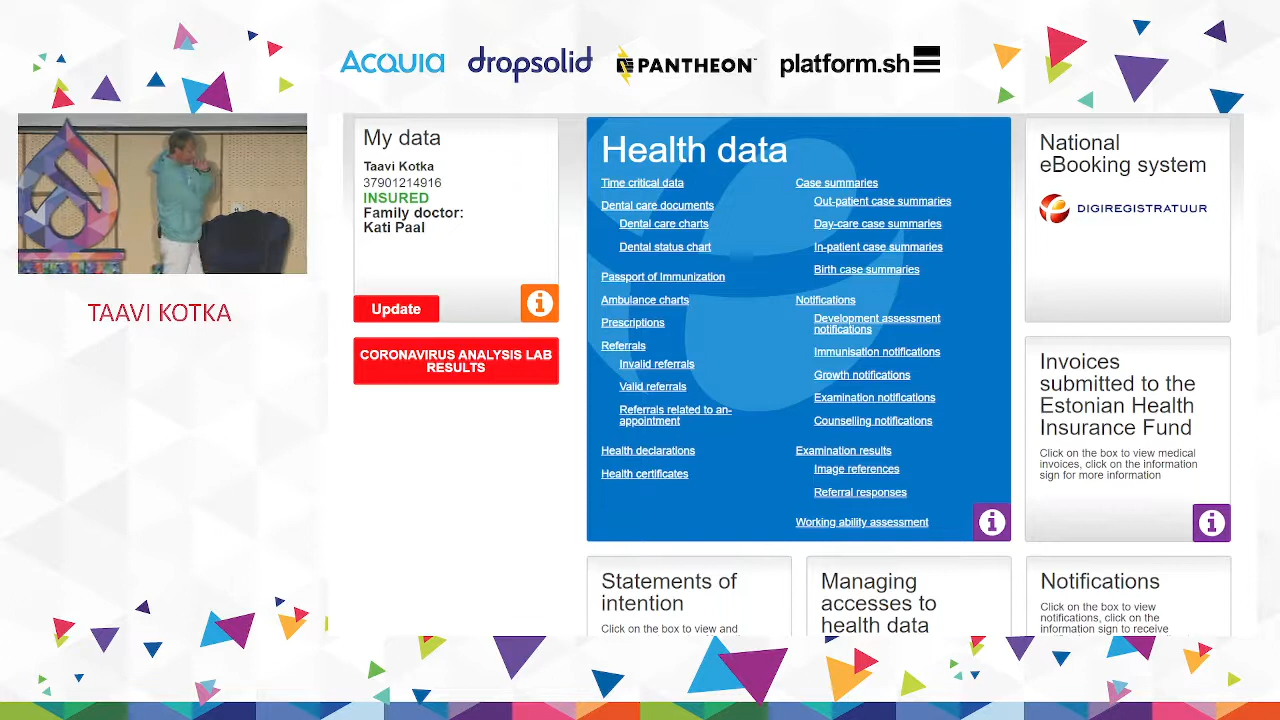 Acquia
dropsolid
PANTHEON
platform.sh
TAAVI KOTKA
My data
Taavi Kotka
37901214916
INSURED
Family doctor:
Kati Paal
Update
CORONAVIRUS ANALYSIS LAB
RESULTS
Health data
Time critical data
Dental care documents
Dental care charts
Dental status chart
Passport of Immunization
Ambulance charts
Prescriptions
Referrals
Invalid referrals
Valid referrals
Referrals related to an-
appointment
Health declarations
Health certificates
Case summaries
Out-patient case summaries
Day-care case summaries
In-patient case summaries
Birth case summaries
Notifications
Development assessment
notifications
Immunisation notifications
Growth notifications
Examination notifications
Counselling notifications
Examination results
Image references
Referral responses
Working ability assessment
National
eBooking system
DIGIREGISTRATUUR
Invoices
submitted to the
Estonian Health
Insurance Fund
Click on the box to view medical
invoices, click on the information
sign for more information
Statements of
intention
Click on the box to view and
Managing
accesses to
health data
Notifications
Click on the box to view
notifications, click on the
information sign to receive